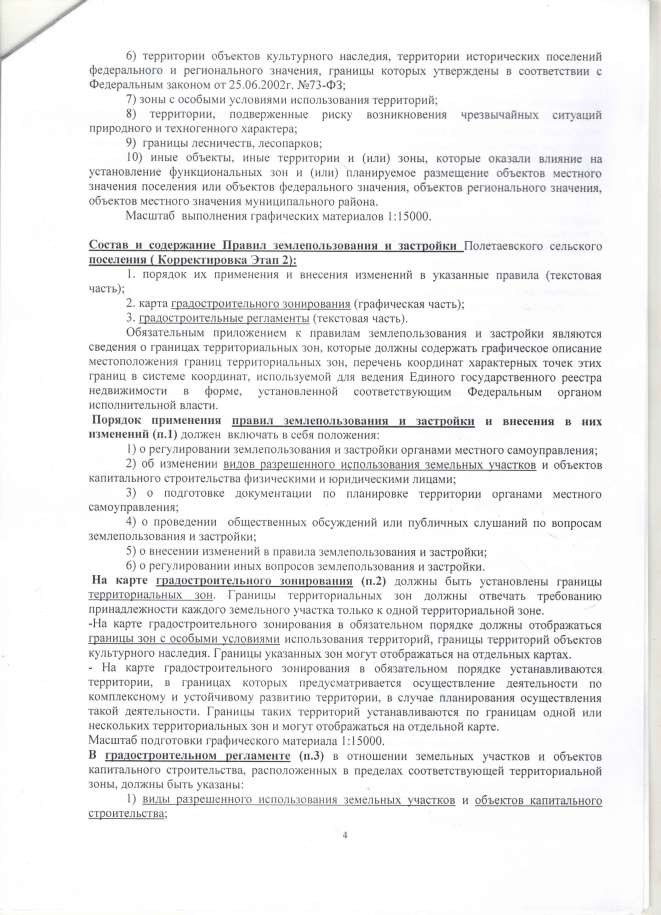 6) территории объектов культурного наследия, территории исторических поселений
федерального и регионального значения, границы которых утверждены в соответствии с
Федеральным законом от 25.06.2002г. №73-ФЗ;
7) зоны с особыми условиями использования территорий;
8) территории, подверженные риску возникновения чрезвычайных ситуаций
природного и техногенного характера;
9) границы лесничеств, лесопарков;
10) иные объекты, иные территории и (или) зоны, которые оказали влияние на
установление функциональных зон и (или) планируемое размещение объектов местного
значения поселения или объектов федерального значения, объектов регионального значения,
объектов местного значения муниципального района.
Масштаб выполнения графических материалов 1:15000.
Состав и содержание Правил землепользования и застройки Полетаевского сельского
поселения ( Корректировка Этап 2):
1. порядок их применения и внесения изменений в указанные правила (текстовая
часть);
2. карта градостроительного зонирования (графическая часть);
3. градостроительные регламенты (текстовая часть).
Обязательным приложением к правилам землепользования и застройки являются
сведения о границах территориальных зон, которые должны содержать графическое описание
местоположения границ территориальных зон, перечень координат характерных точек этих
границ в системе координат, используемой для ведения Единого государственного реестра
недвижимости в форме, установленной соответствующим Федеральным органом
исполнительной власти.
Порядок применения правил землепользования и застройки и внесения в них
изменений (п.1) должен включать в себя положения:
1) о регулировании землепользования и застройки органами местного самоуправления;
2) об изменении видов разрешенного использования земельных участков и объектов
капитального строительства физическими и юридическими лицами;
3) о подготовке документации по планировке территории органами местного
самоуправления;
4) о проведении общественных обсуждений или публичных слушаний по вопросам
землепользования и застройки;
5) о внесении изменений в правила землепользования и застройки;
6) о регулировании иных вопросов землепользования и застройки.
На карте градостроительного зонирования (п.2) должны быть установлены границы
территориальных зон. Границы территориальных зон должны отвечать требованию
принадлежности каждого земельного участка только к одной территориальной зоне.
-На карте градостроительного зонирования в обязательном порядке должны отображаться
границы зон с особыми условиями использования территорий, границы территорий объектов
культурного наследия. Границы указанных зон могут отображаться на отдельных картах.
- На карте градостроительного зонирования в обязательном порядке устанавливаются
территории, в границах которых предусматривается осуществление деятельности по
комплексному и устойчивому развитию территории, в случае планирования осуществления
такой деятельности. Границы таких территорий устанавливаются по границам одной или
нескольких территориальных зон и могут отображаться на отдельной карте.
Масштаб подготовки графического материала 1:15000.
В градостроительном регламенте (п.3) в отношении земельных участков и объектов
капитального строительства, расположенных в пределах соответствующей территориальной
зоны, должны быть указаны:
1) виды разрешенного использования земельных участков и объектов капитального
строительства;
4